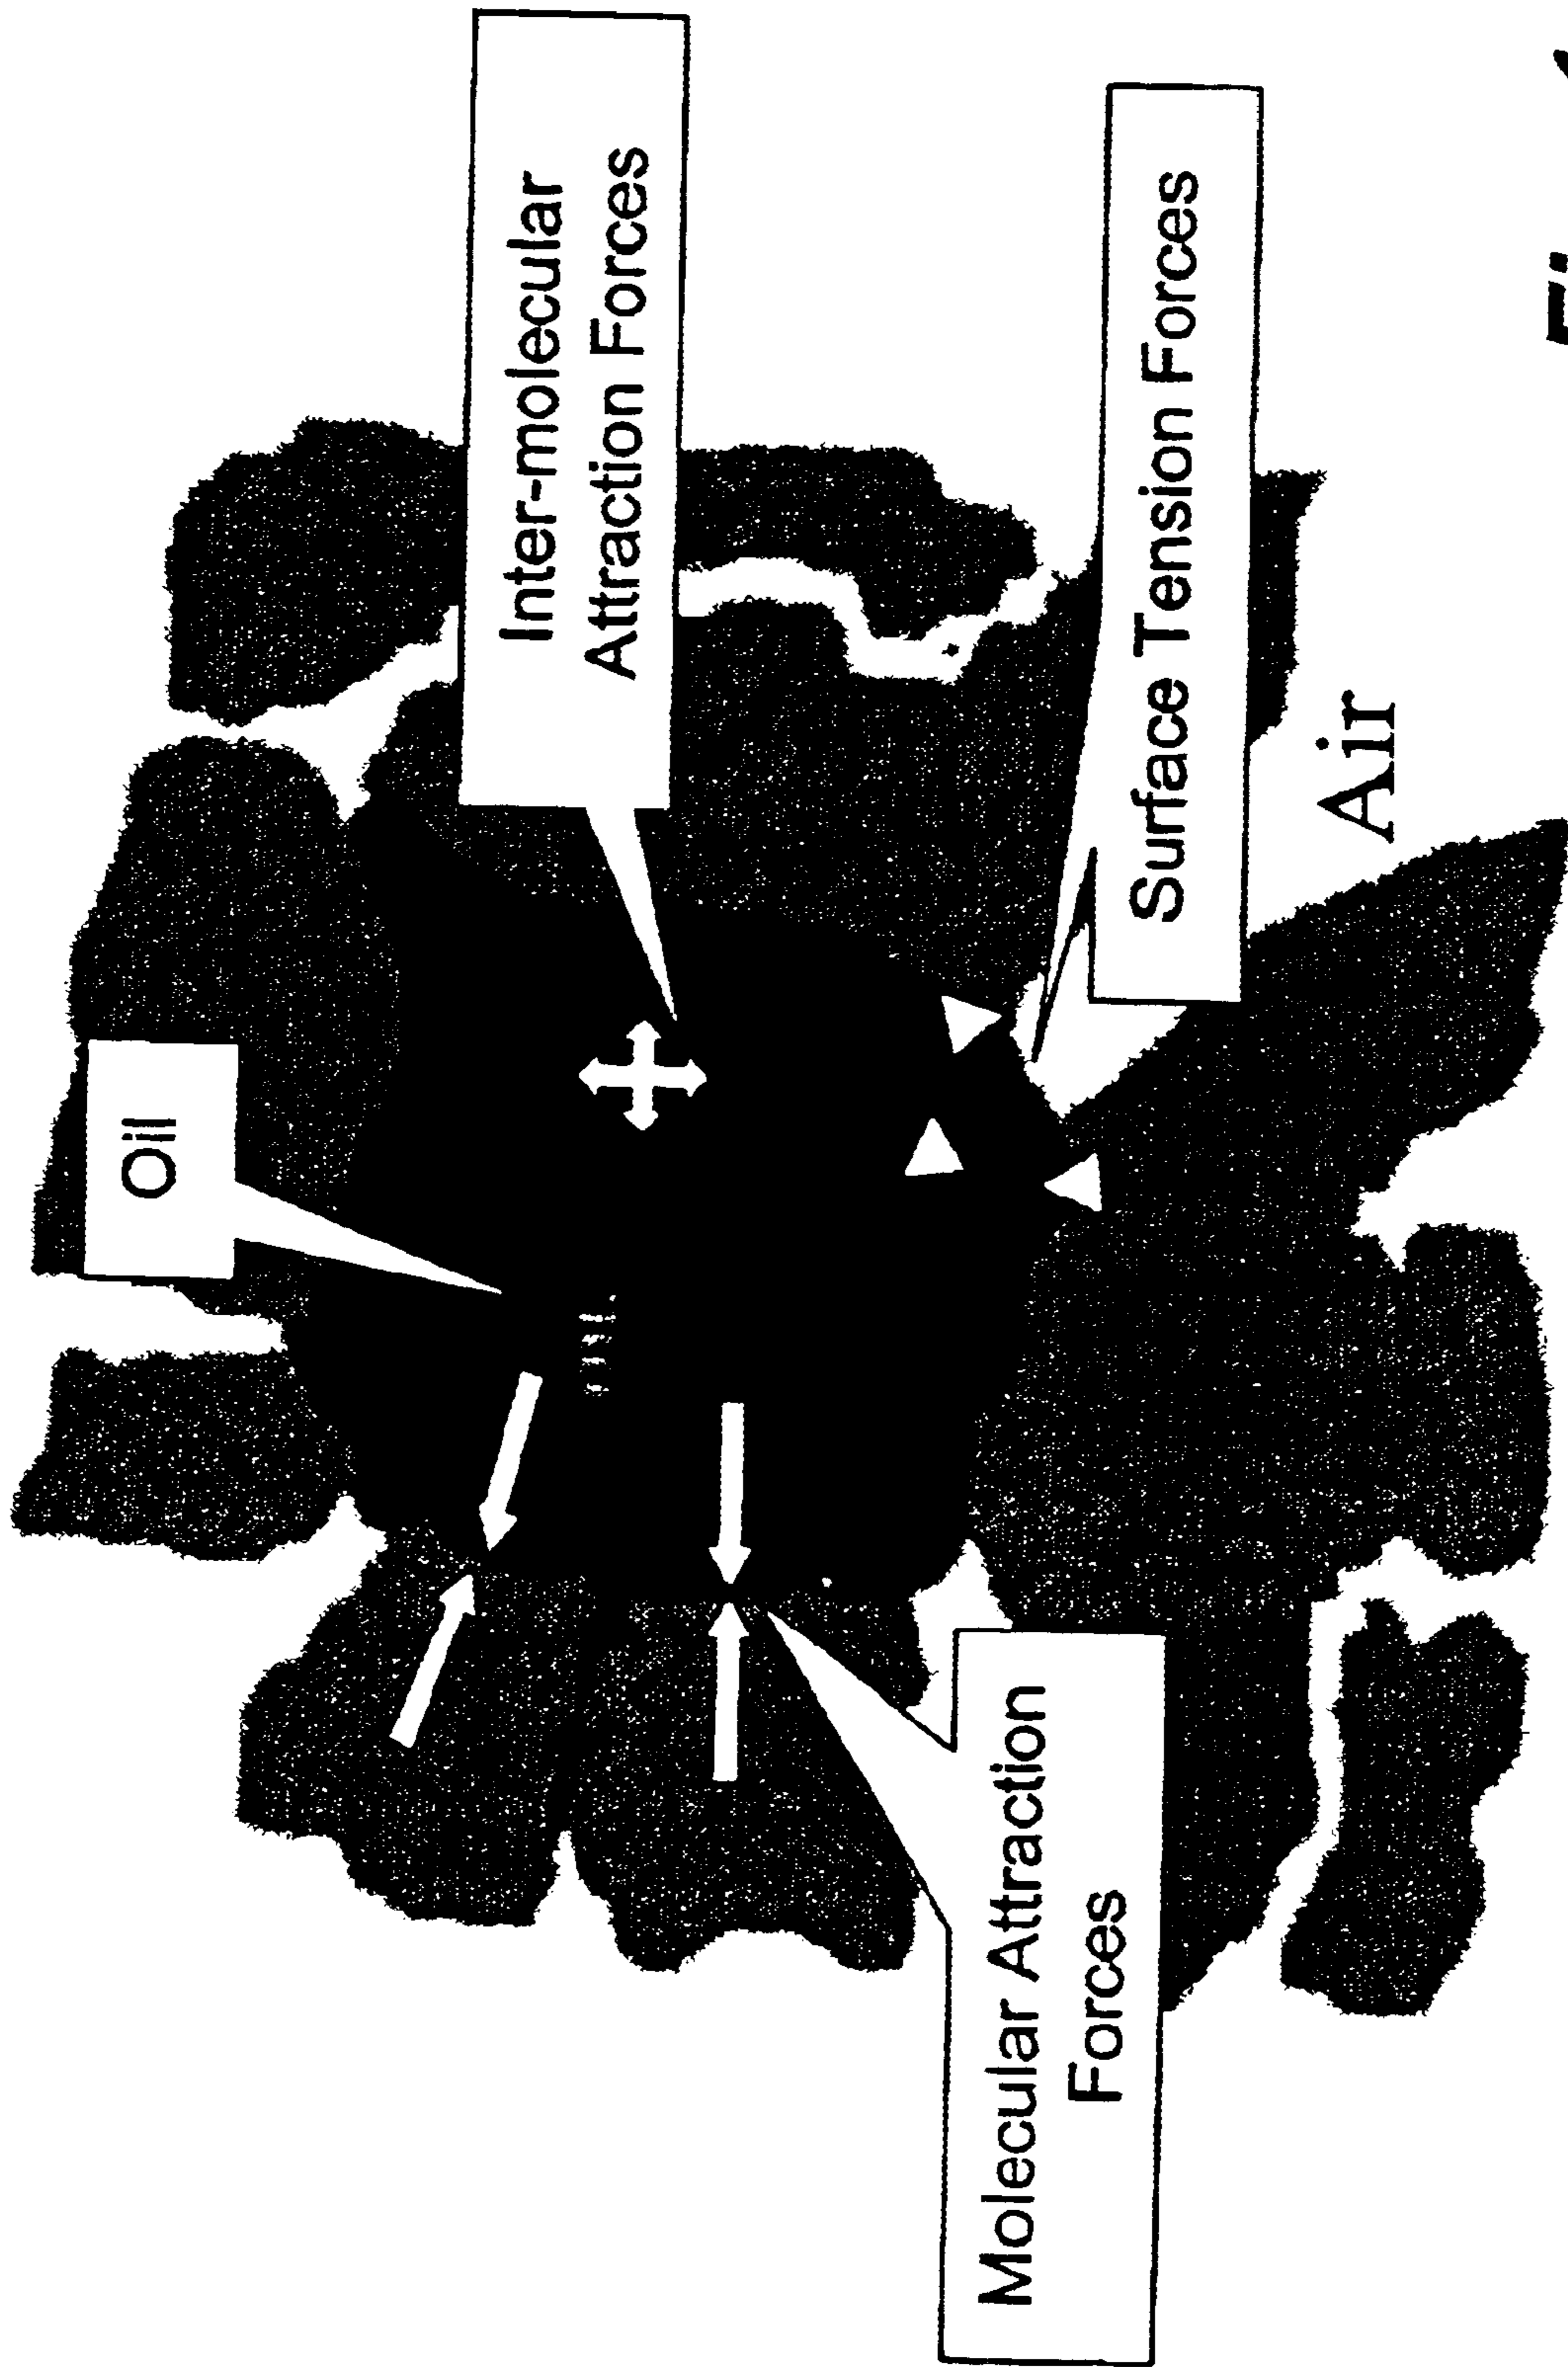 Oil
Inter-molecular
Attraction Forces
Molecular Attraction
Forces
Surface Tension Forces
Air